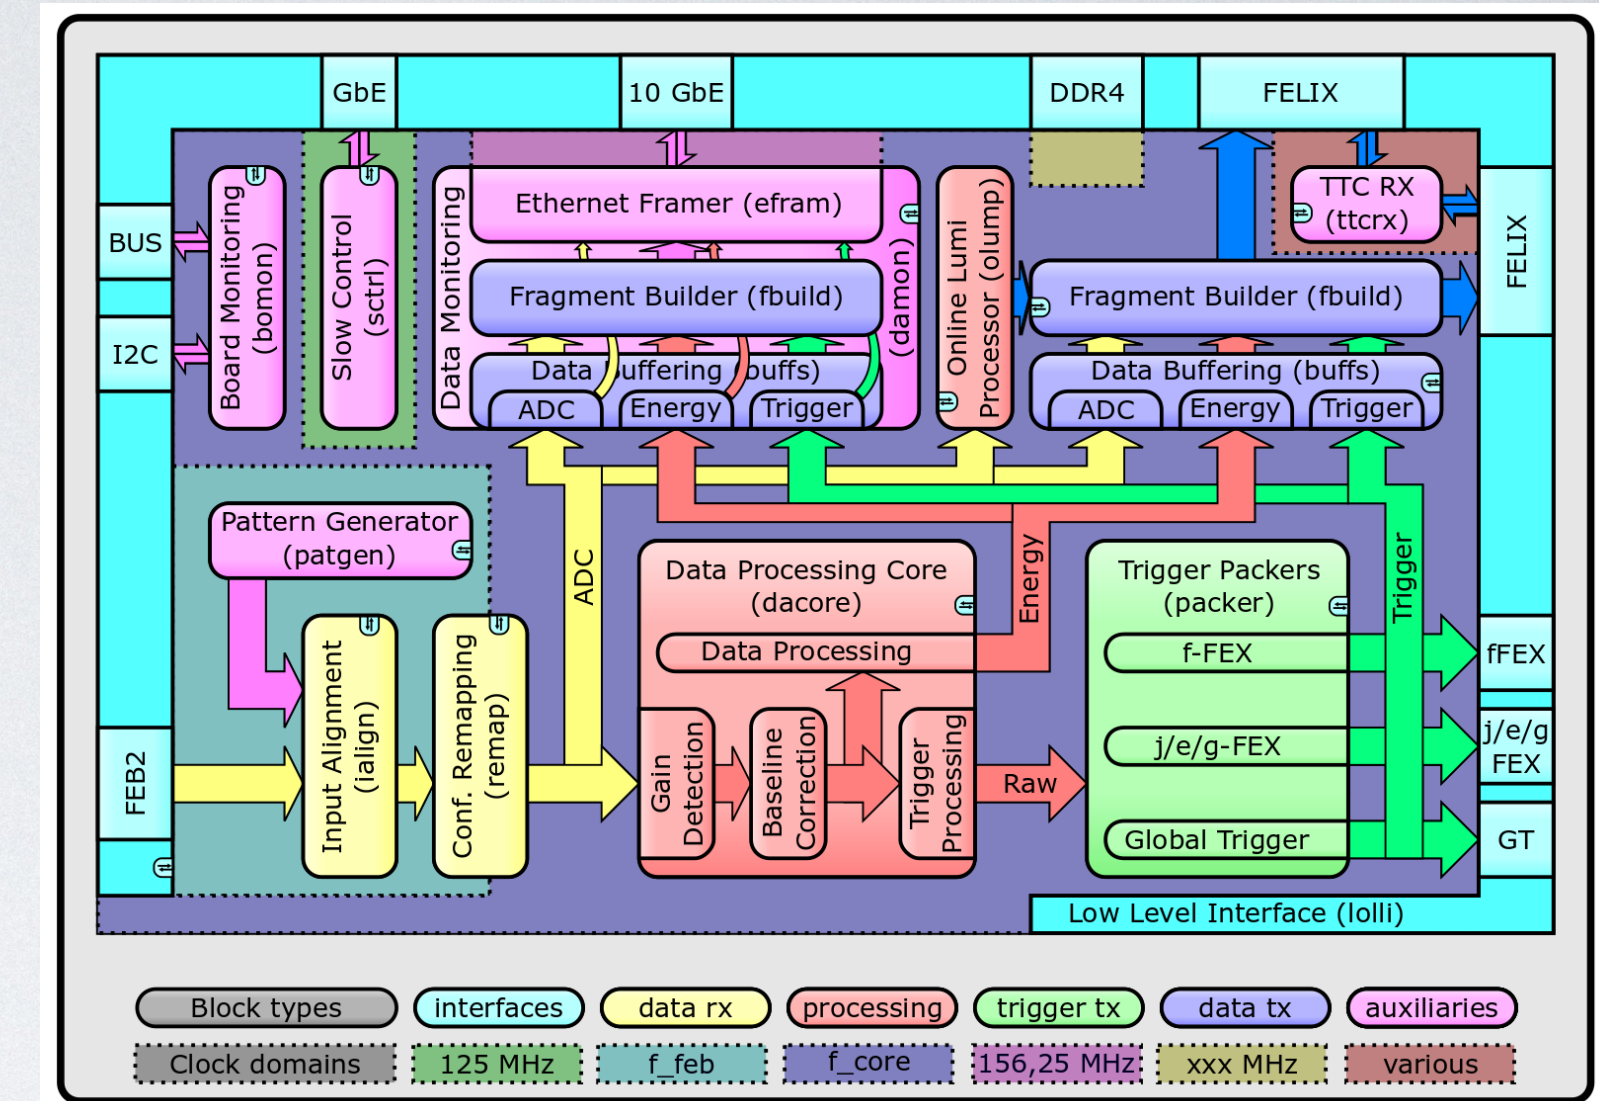 GbE
10 GbE
DDR4
FELIX
BUS
I2C
FEB2
Board Monitoring
(bomon)
Slow Control
(sctrl)
Data Monitoring
(damon)
Ethernet Framer (efram)
Fragment Builder (fbuild)
Data Buffering (buffs)
ADC
Energy
Trigger
Online Lumi
Processor (olump)
TTC RX
(ttcrx)
FELIX
Fragment Builder (fbuild)
Data Buffering (buffs)
ADC
Energy
Trigger
Pattern Generator
(patgen)
Input Alignment
(ialign)
Conf. Remapping
(remap)
ADC
Data Processing Core
(dacore)
Data Processing
Gain
Detection
Baseline
Correction
Trigger
Processing
Energy
Raw
Trigger Packers
(packer)
f-FEX
j/e/g-FEX
Global Trigger
Trigger
fFEX
j/e/g
FEX
GT
Low Level Interface (lolli)
Block types
interfaces
data rx
processing
trigger tx
data tx
auxiliaries
Clock domains
125 MHz
f_feb
f_core
156,25 MHz
xxx MHz
various